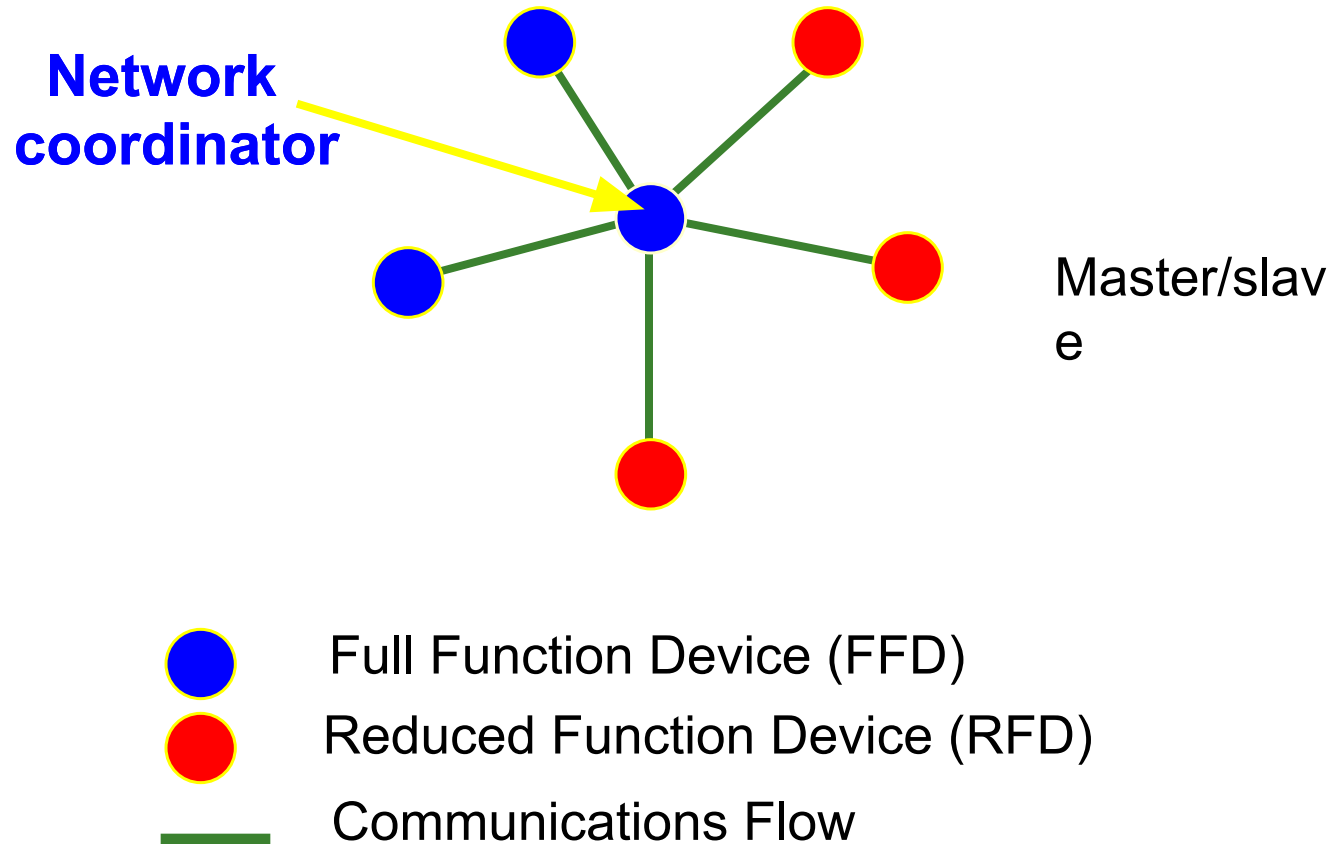 Network
coordinator
Master/slav
e
Full Function Device (FFD)
Reduced Function Device (RFD)
Communications Flow